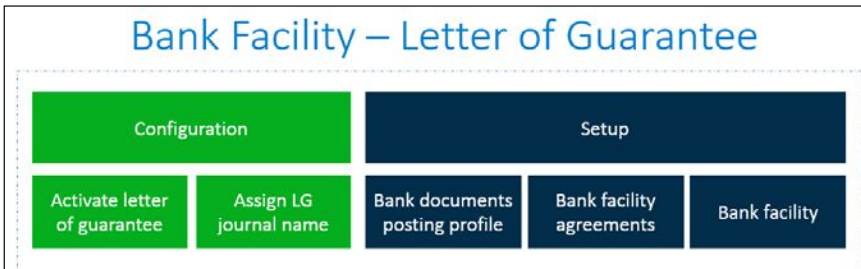 Bank Facility – Letter of Guarantee
Configuration
Setup
Activate letter
of guarantee
Assign LG
journal name
Bank documents
posting profile
Bank facility
agreements
Bank facility